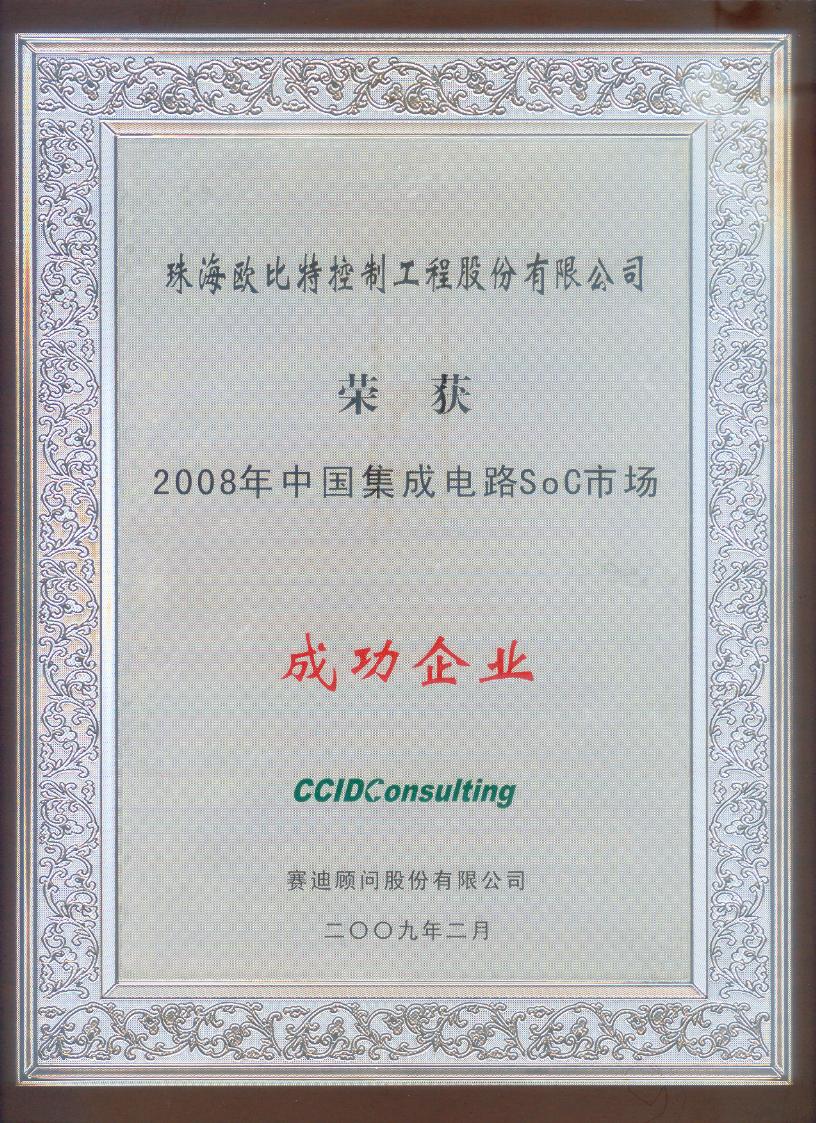 珠海欧比特控制工程股份有限公司
荣 获
2008年中国集成电路SoC市场
成功企业
CCIDConsulting
赛迪顾问股份有限公司
二〇〇九年二月